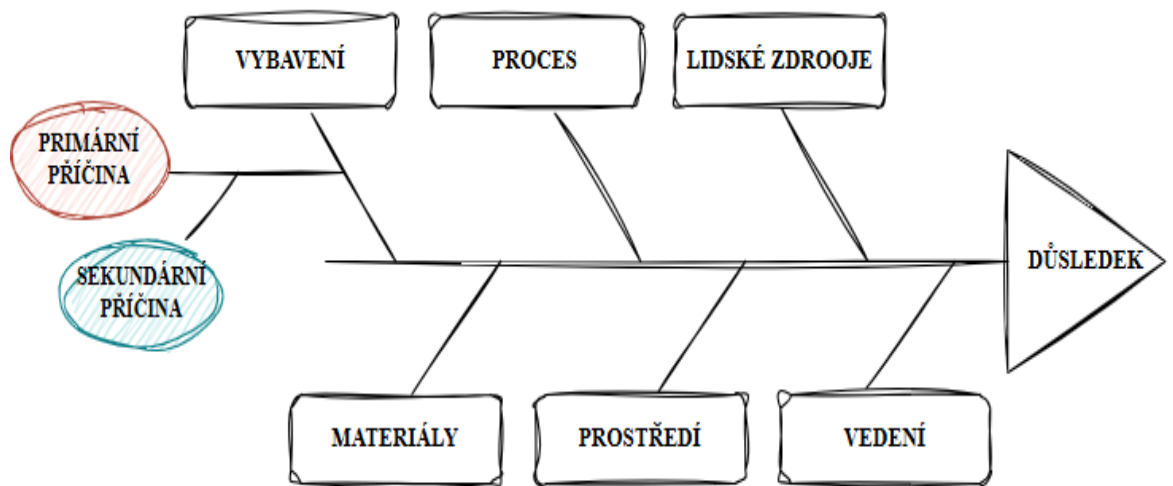 VYBAVENÍ
PROCES
LIDSKÉ ZDROOJE
PRIMÁRNÍ
PŘÍČINA
SEKUNDÁRNÍ
PŘÍČINA
DŮSLEDEK
MATERIÁLY
PROSTŘEDÍ
VEDENÍ